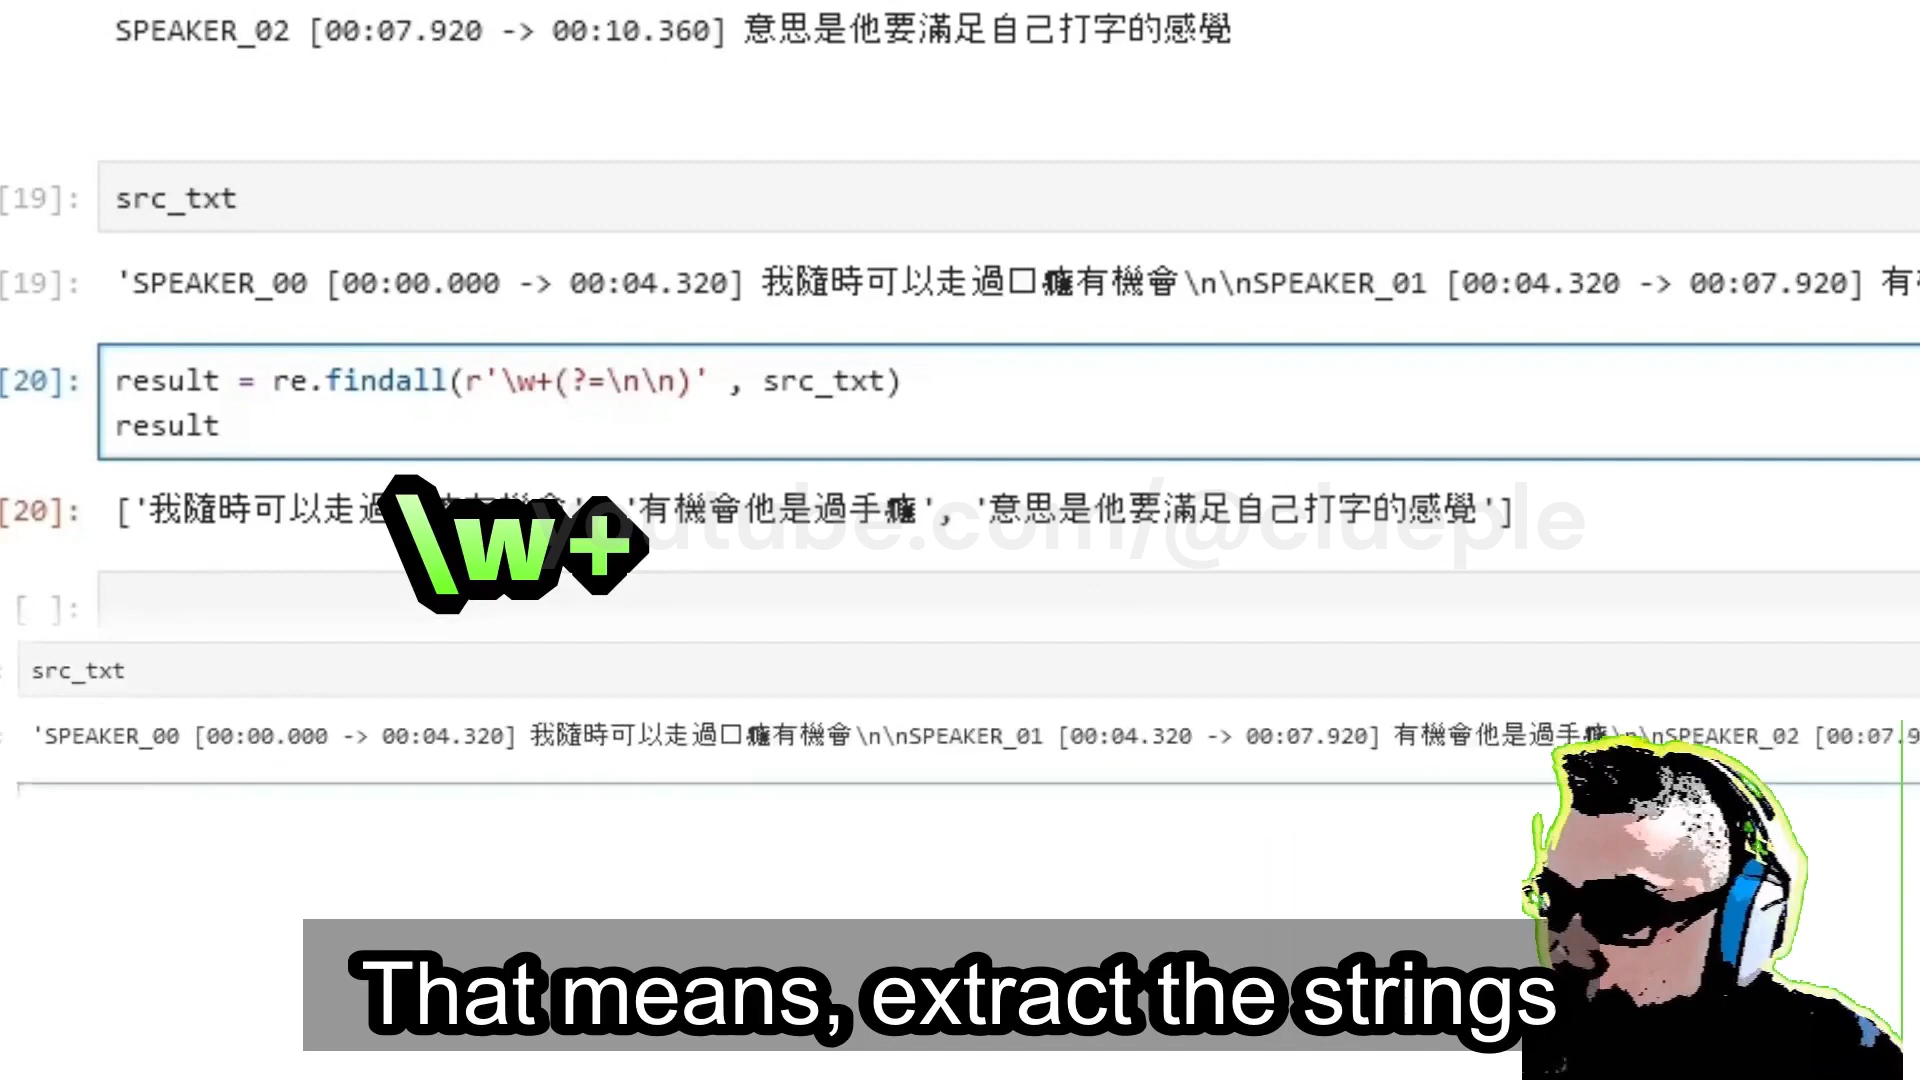 SPEAKER_02 [00:07.920 -> 00:10.360] 意思是他要滿足自己打字的感覺
[19]: src_txt
[19]: 'SPEAKER_00 [00:00.000 -> 00:04.320] 我隨時可以走過口癮有機會\n\nSPEAKER_01 [00:04.320 -> 00:07.920] 有
[20]: result = re.findall(r'\w+(?=\n\n)' , src_txt)
result
[20]: ['我隨時可以走過 '有機會他是過手癮', '意思是他要滿足自己打字的感覺']
youtube.com/@clueple
\w+
[ ]:
src_txt
'SPEAKER_00 [00:00.000 -> 00:04.320] 我隨時可以走過口癮有機會\n\nSPEAKER_01 [00:04.320 -> 00:07.920] 有機會他是過手癮\n\nSPEAKER_02 [00:07.9
That means, extract the strings